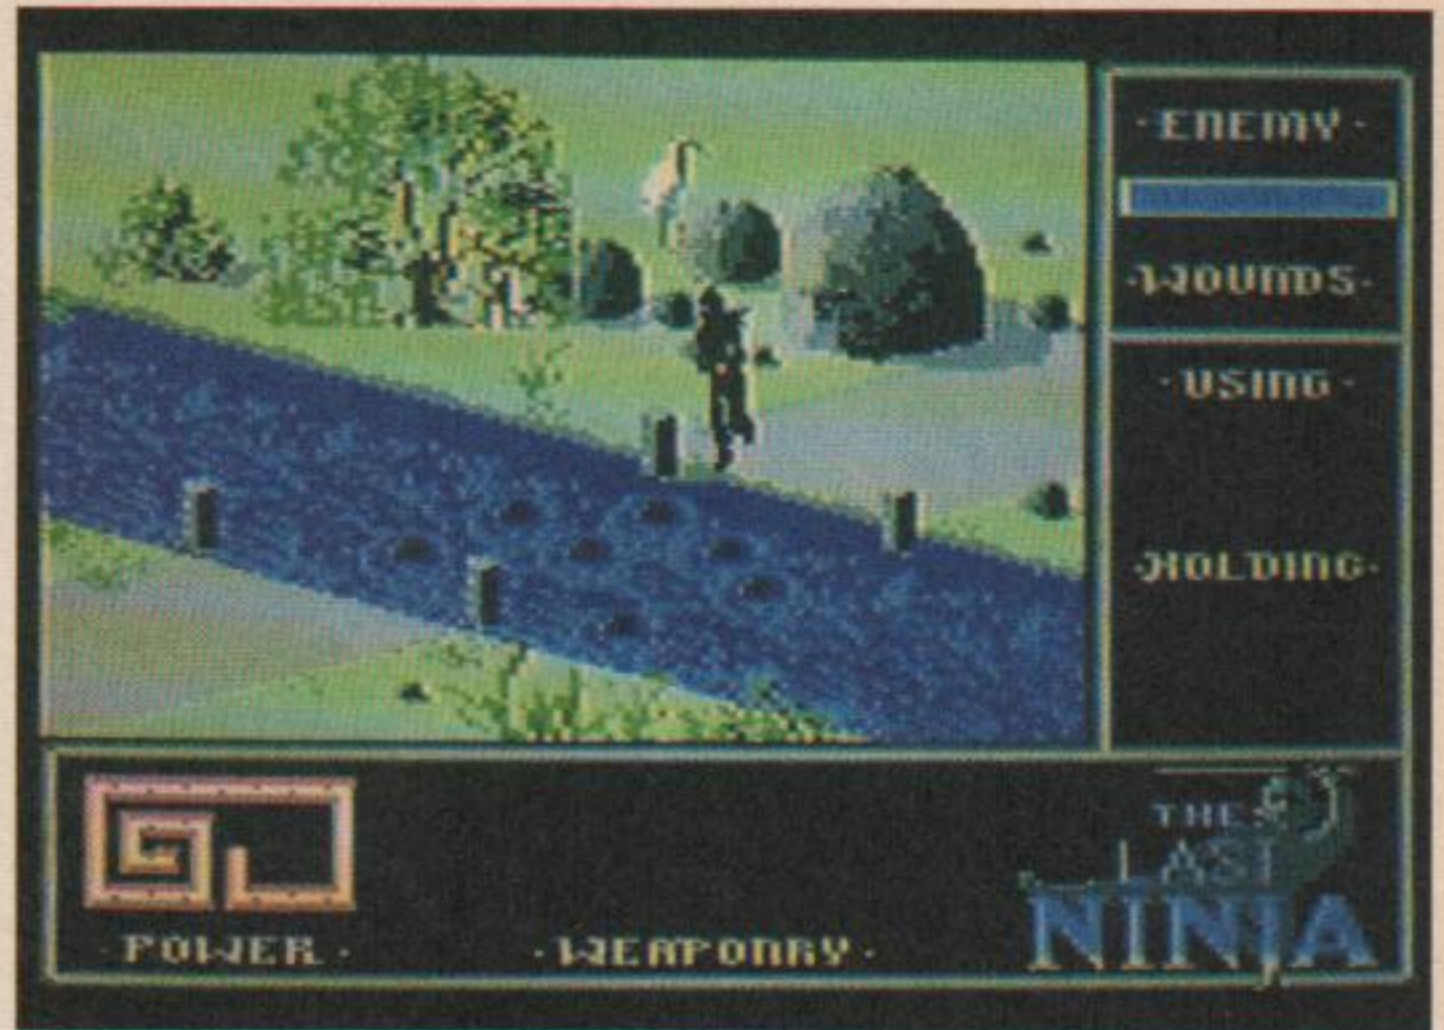 ·ENEMY·
·WOUNDS·
·USING·
·HOLDING·
·POWER·
·WEAPONRY·
THE
LAST
NINJA